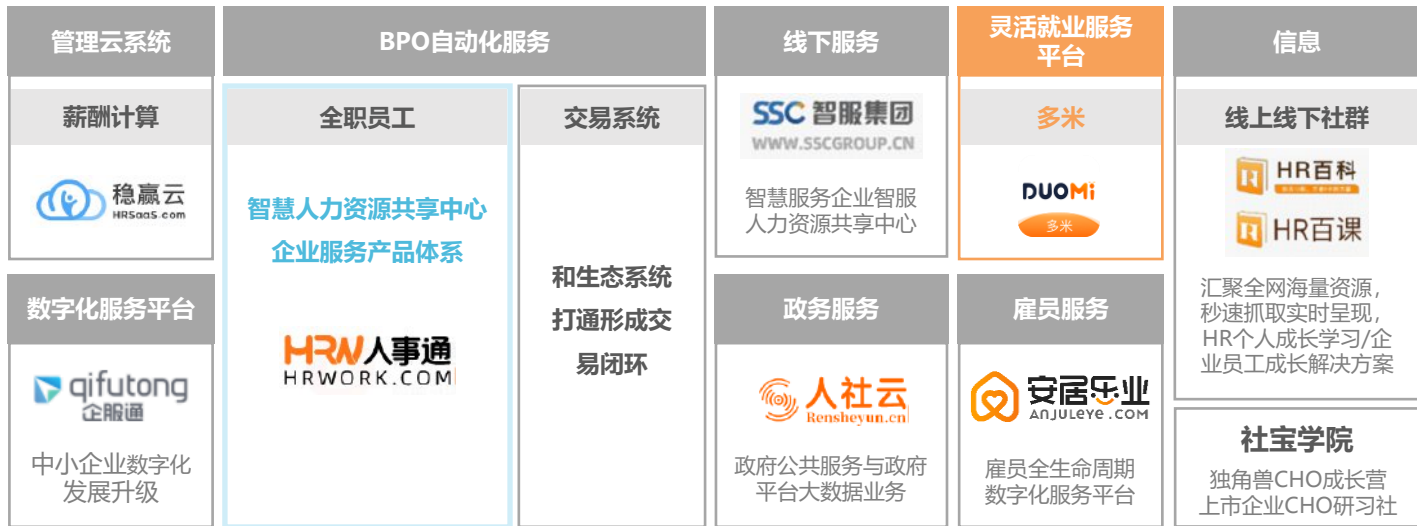 管理云系统
薪酬计算
稳赢云
HRSaaS.com
数字化服务平台
qifutong
企服通
中小企业数字化
发展升级
BPO自动化服务
全职员工
智慧人力资源共享中心
企业服务产品体系
HRW人事通
HRWORK.COM
交易系统
和生态系统
打通形成交
易闭环
线下服务
SSC 智服集团
WWW.SSCGROUP.CN
智慧服务企业智服
人力资源共享中心
政务服务
人社云
Rensheyun.cn
政府公共服务与政府
平台大数据业务
灵活就业服务
平台
多米
DUOMi
多米
雇员服务
安居乐业
ANJULEYE.COM
雇员全生命周期
数字化服务平台
信息
线上线下社群
HR百科
HR百课
汇聚全网海量资源，
秒速抓取实时呈现，
HR个人成长学习/企
业员工成长解决方案
社宝学院
独角兽CHO成长营
上市企业CHO研习社